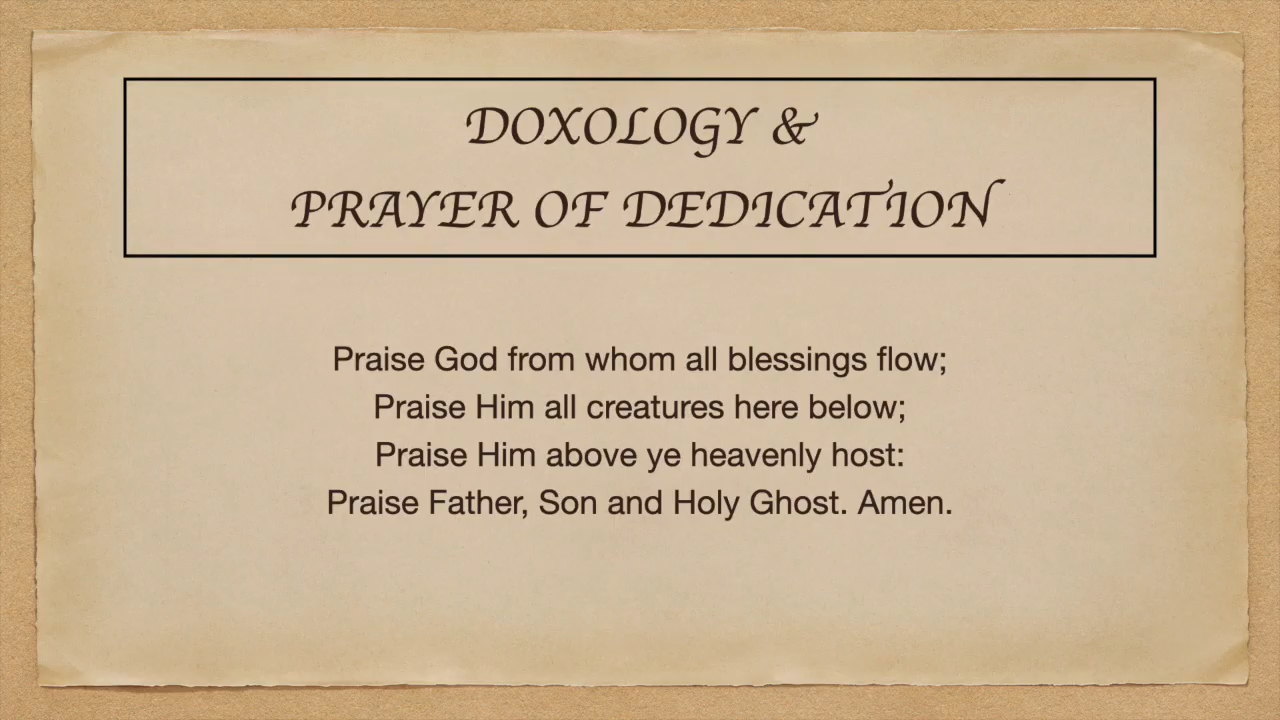 DOXOLOGY &
PRAYER OF DEDICATION
Praise God from whom all blessings flow;
Praise Him all creatures here below;
Praise Him above ye heavenly host:
Praise Father, Son and Holy Ghost. Amen.